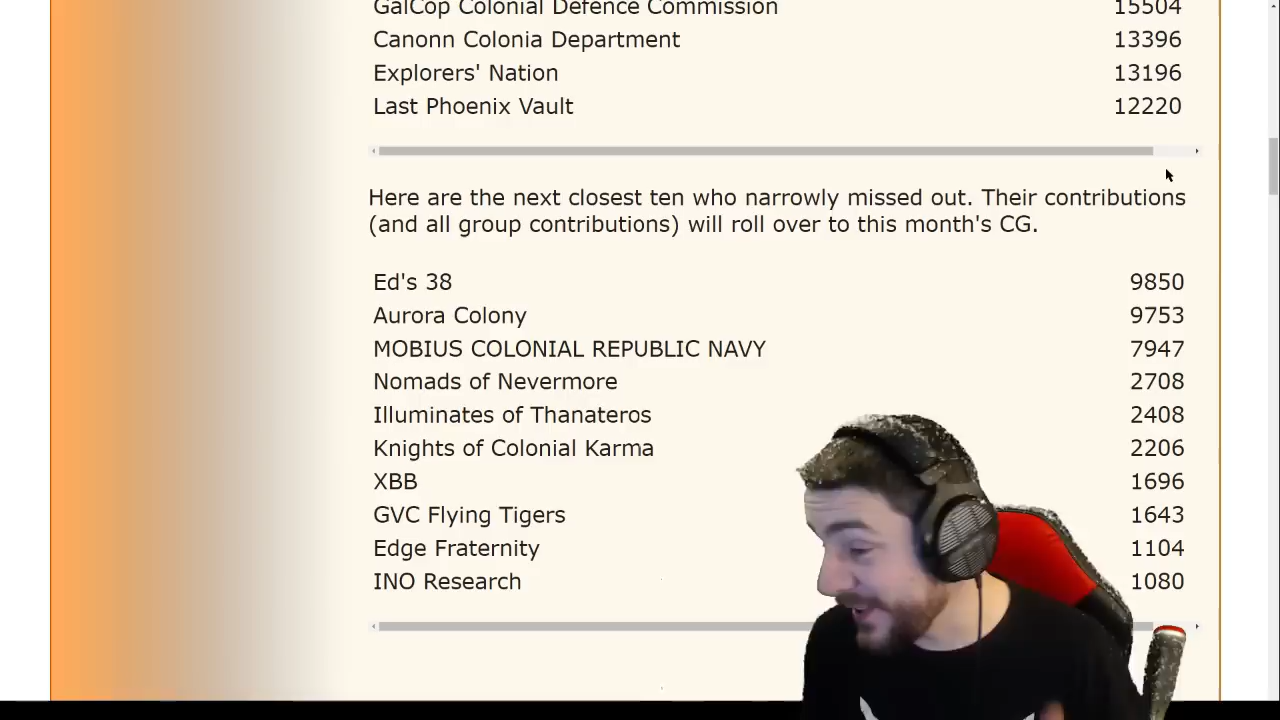 GalCop Colonial Defence Commission 15504
Canonn Colonia Department 13396
Explorers' Nation 13196
Last Phoenix Vault 12220
Here are the next closest ten who narrowly missed out. Their contributions
(and all group contributions) will roll over to this month's CG.
Ed's 38 9850
Aurora Colony 9753
MOBIUS COLONIAL REPUBLIC NAVY 7947
Nomads of Nevermore 2708
Illuminates of Thanateros 2408
Knights of Colonial Karma 2206
XBB 1696
GVC Flying Tigers 1643
Edge Fraternity 1104
INO Research 1080